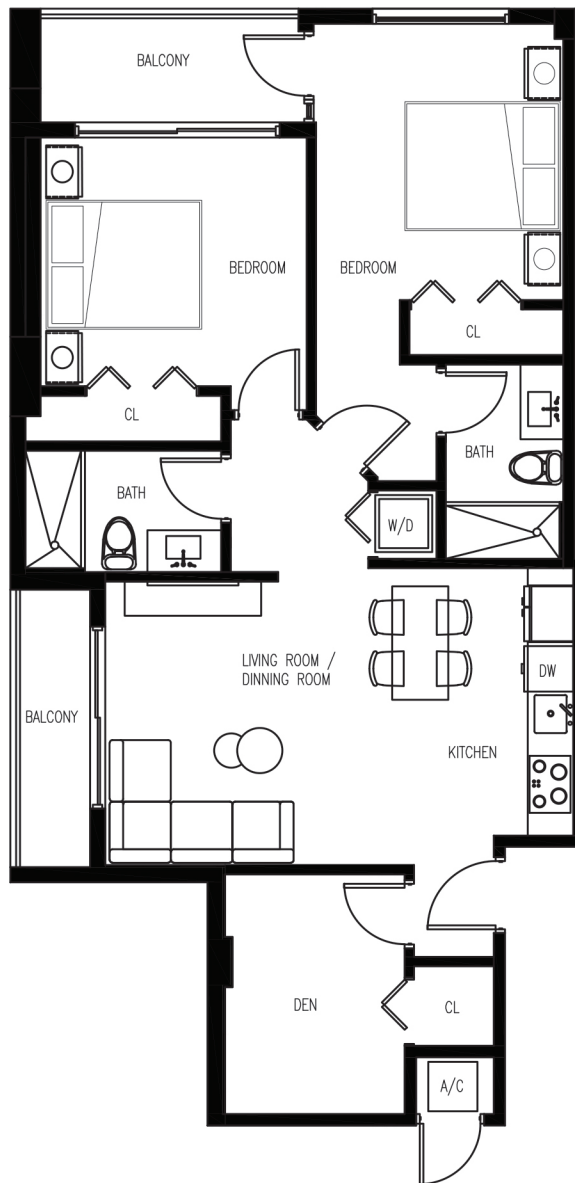 BALCONY
BEDROOM
BEDROOM
CL
CL
BATH
BATH
W/D
LIVING ROOM /
DINNING ROOM
DW
BALCONY
KITCHEN
DEN
CL
A/C